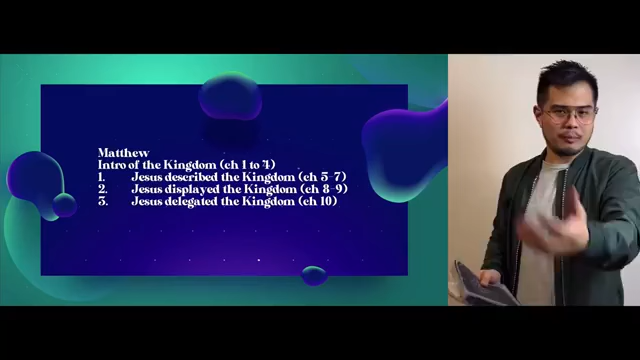 Matthew
Intro of the Kingdom (ch 1 to 4)
1. Jesus described the Kingdom (ch 5-7)
2. Jesus displayed the Kingdom (ch 8-9)
3. Jesus delegated the Kingdom (ch 10)